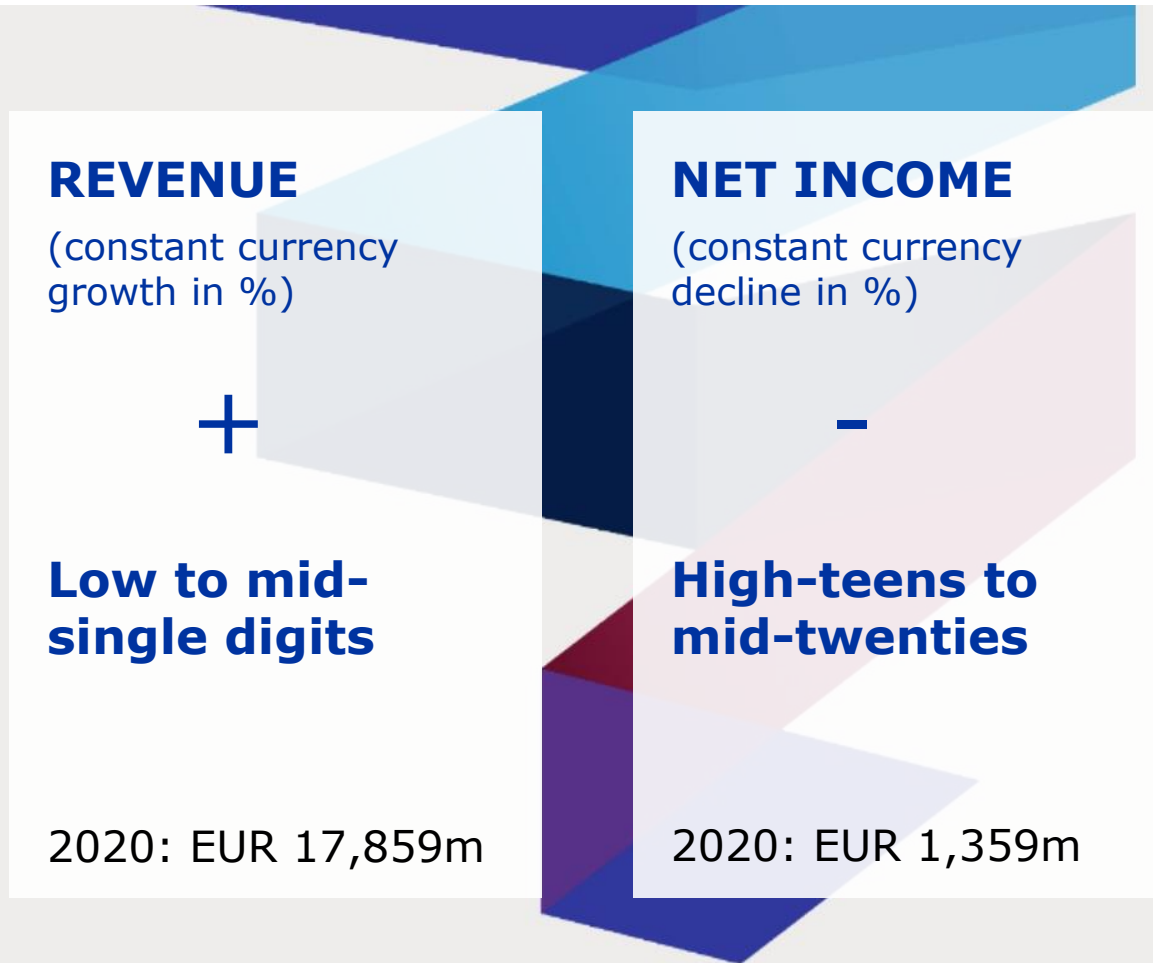 REVENUE
(constant currency
growth in %)
+
Low to mid-
single digits
2020: EUR 17,859m
NET INCOME
(constant currency
decline in %)
-
High-teens to
mid-twenties
2020: EUR 1,359m